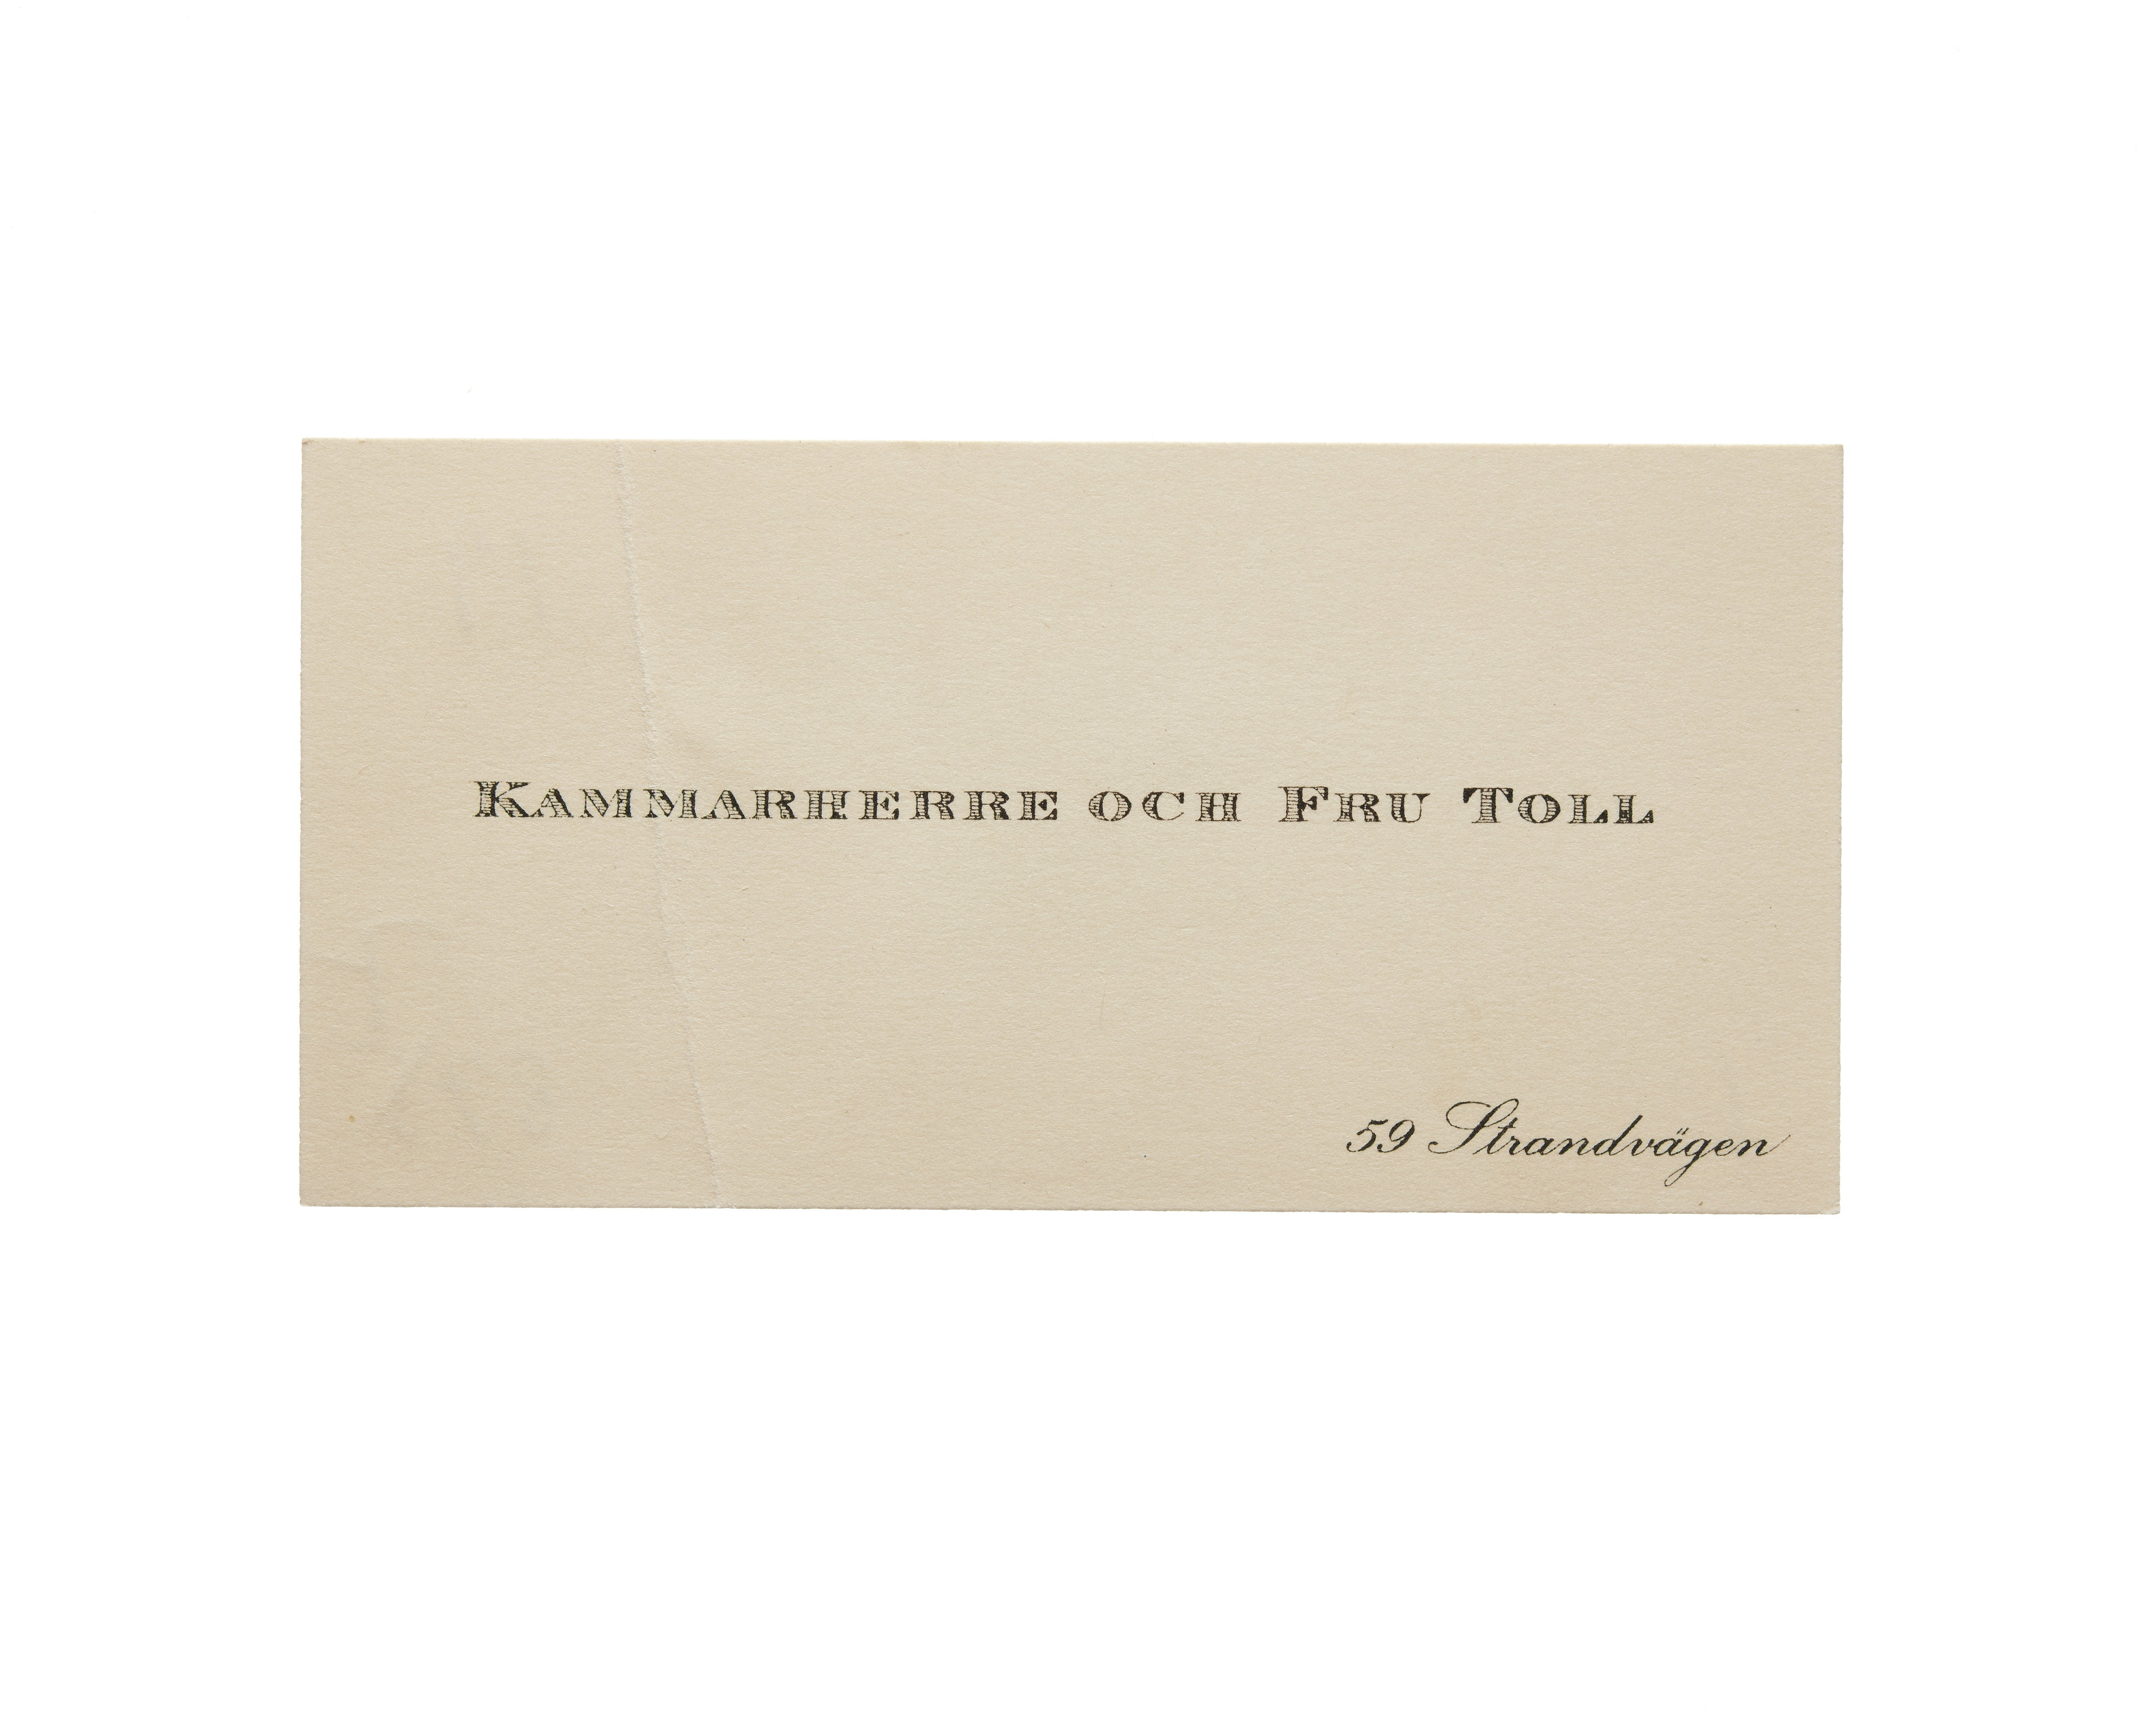 Kammarherre och Fru Toll
59 Strandvägen